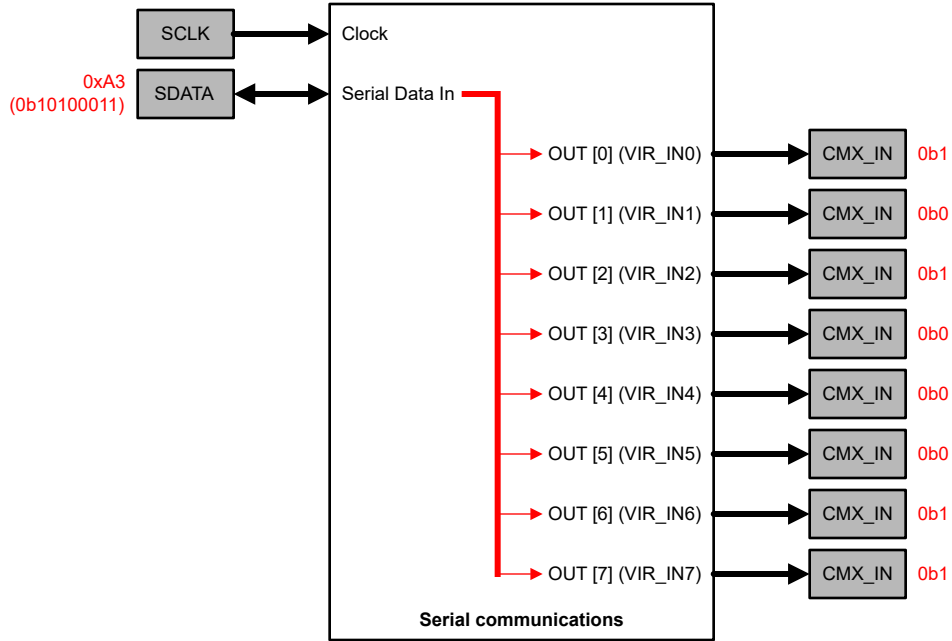 SCLK
Clock
0xA3
(0b10100011)
SDATA
Serial Data In
OUT [0] (VIR_IN0)
CMX_IN
0b1
OUT [1] (VIR_IN1)
CMX_IN
0b0
OUT [2] (VIR_IN2)
CMX_IN
0b1
OUT [3] (VIR_IN3)
CMX_IN
0b0
OUT [4] (VIR_IN4)
CMX_IN
0b0
OUT [5] (VIR_IN5)
CMX_IN
0b0
OUT [6] (VIR_IN6)
CMX_IN
0b1
OUT [7] (VIR_IN7)
CMX_IN
0b1
Serial communications